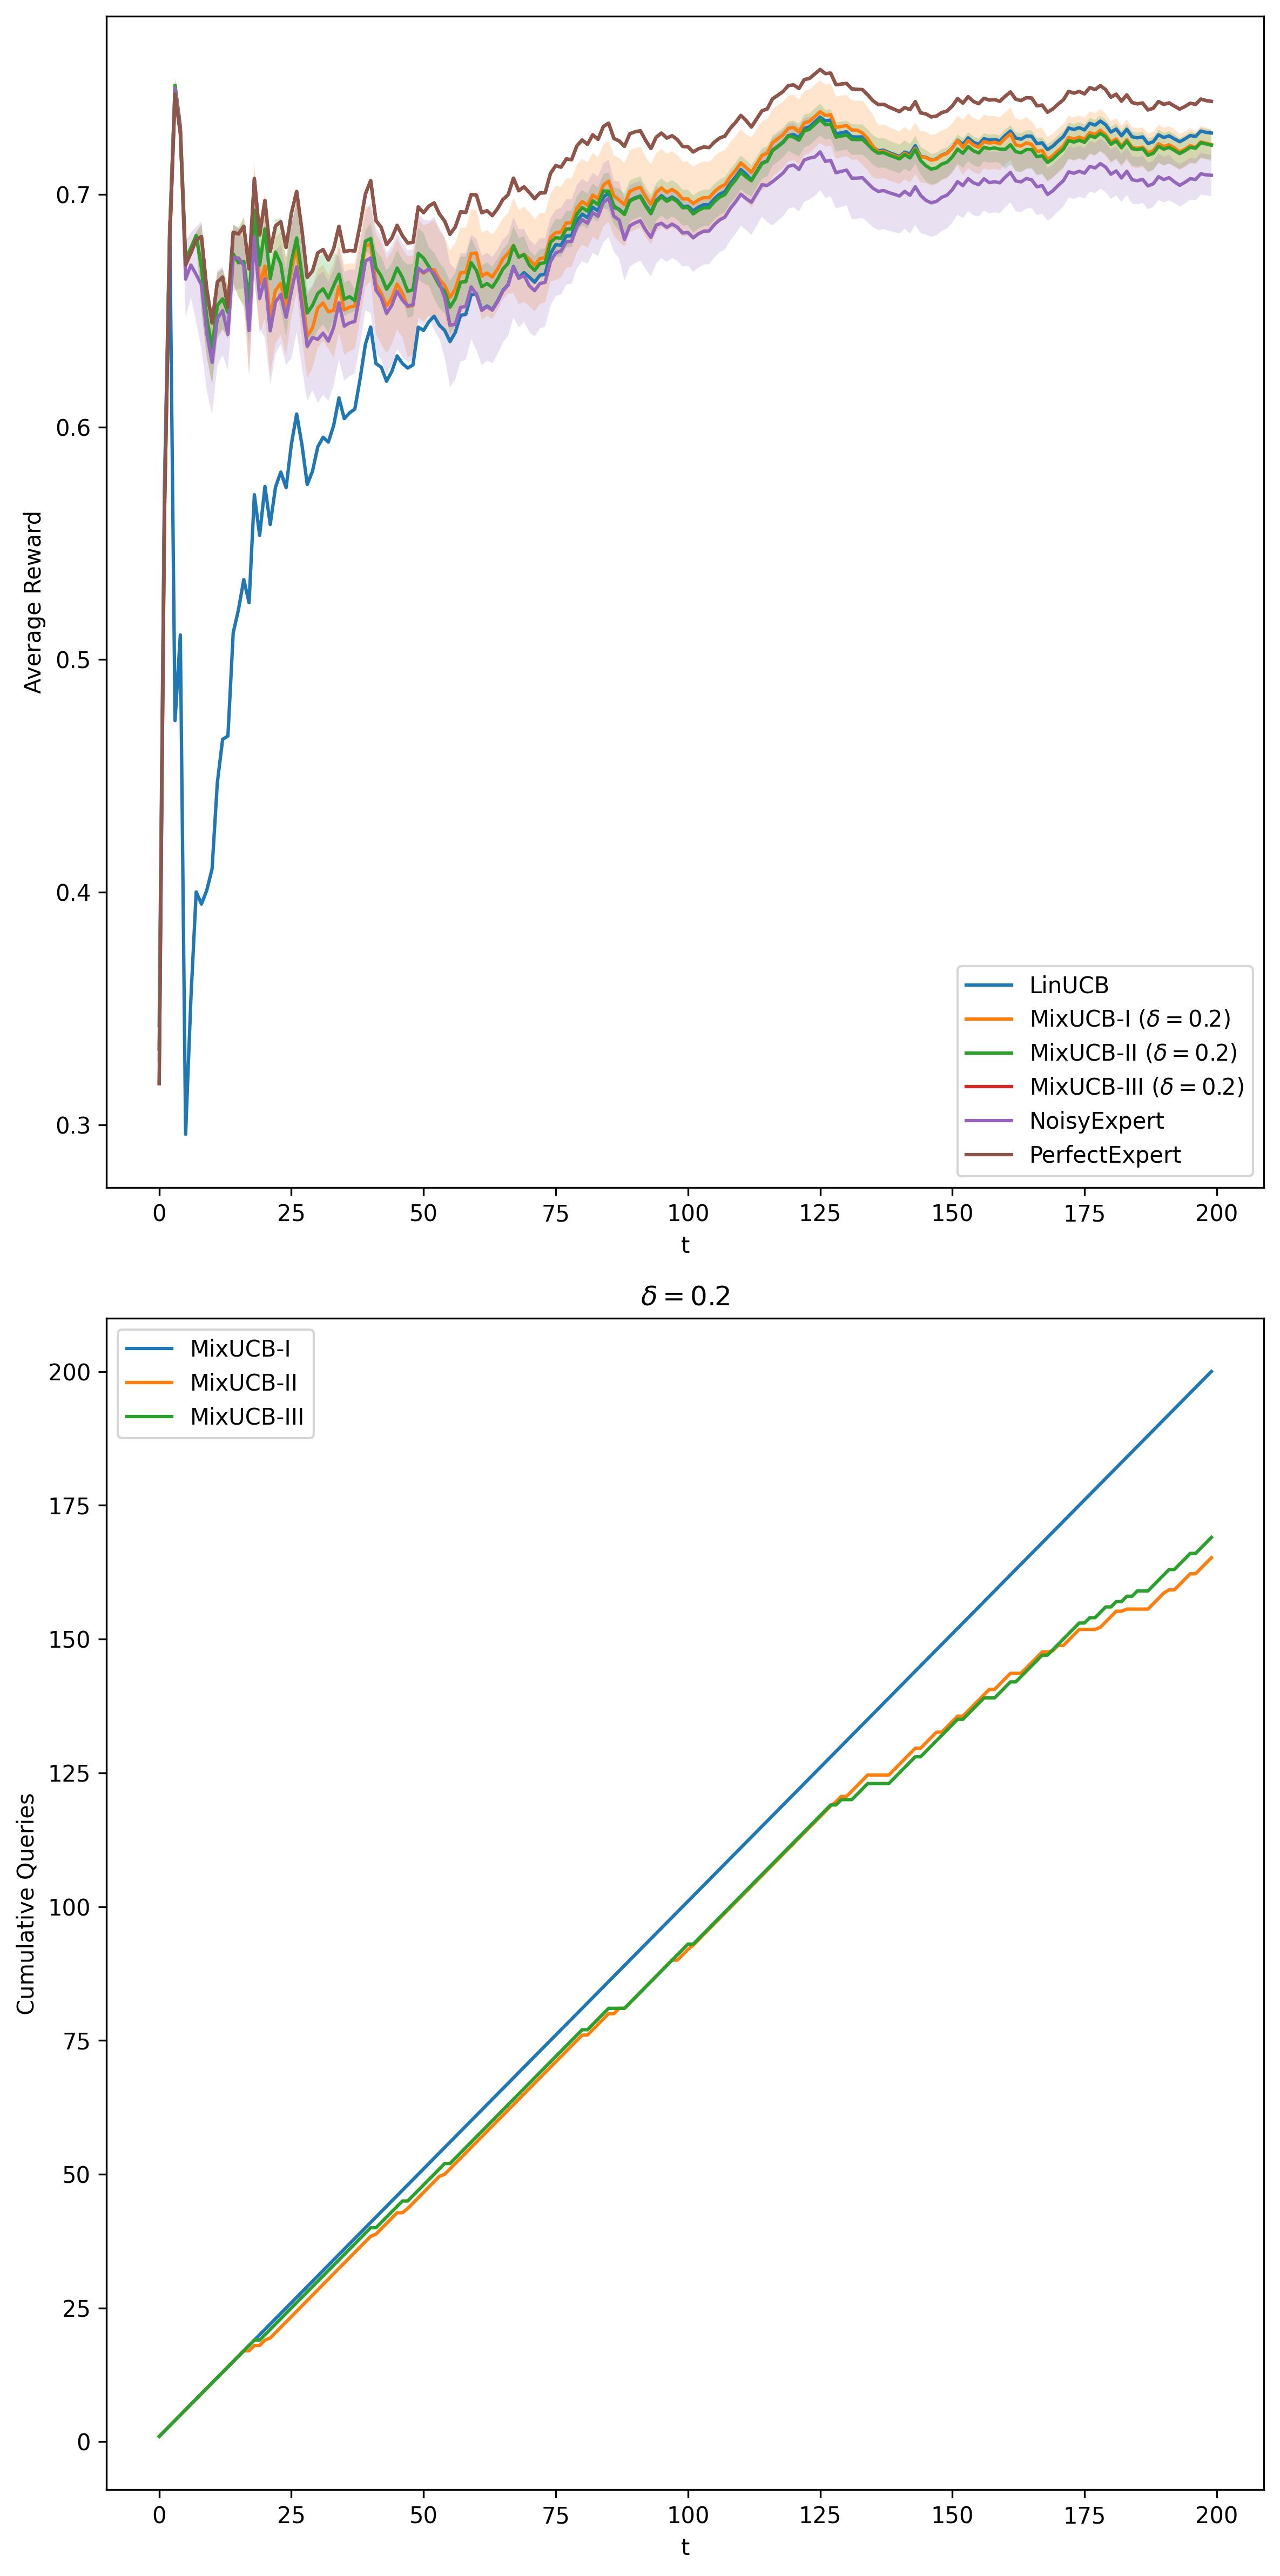 Average Reward
0.7
0.6
0.5
0.4
0.3
LinUCB
MixUCB-I (δ = 0.2)
MixUCB-II (δ = 0.2)
MixUCB-III (δ = 0.2)
NoisyExpert
PerfectExpert
0 25 50 75 100 125 150 175 200
t
δ = 0.2
Cumulative Queries
200
175
150
125
100
75
50
25
0
MixUCB-I
MixUCB-II
MixUCB-III
0 25 50 75 100 125 150 175 200
t